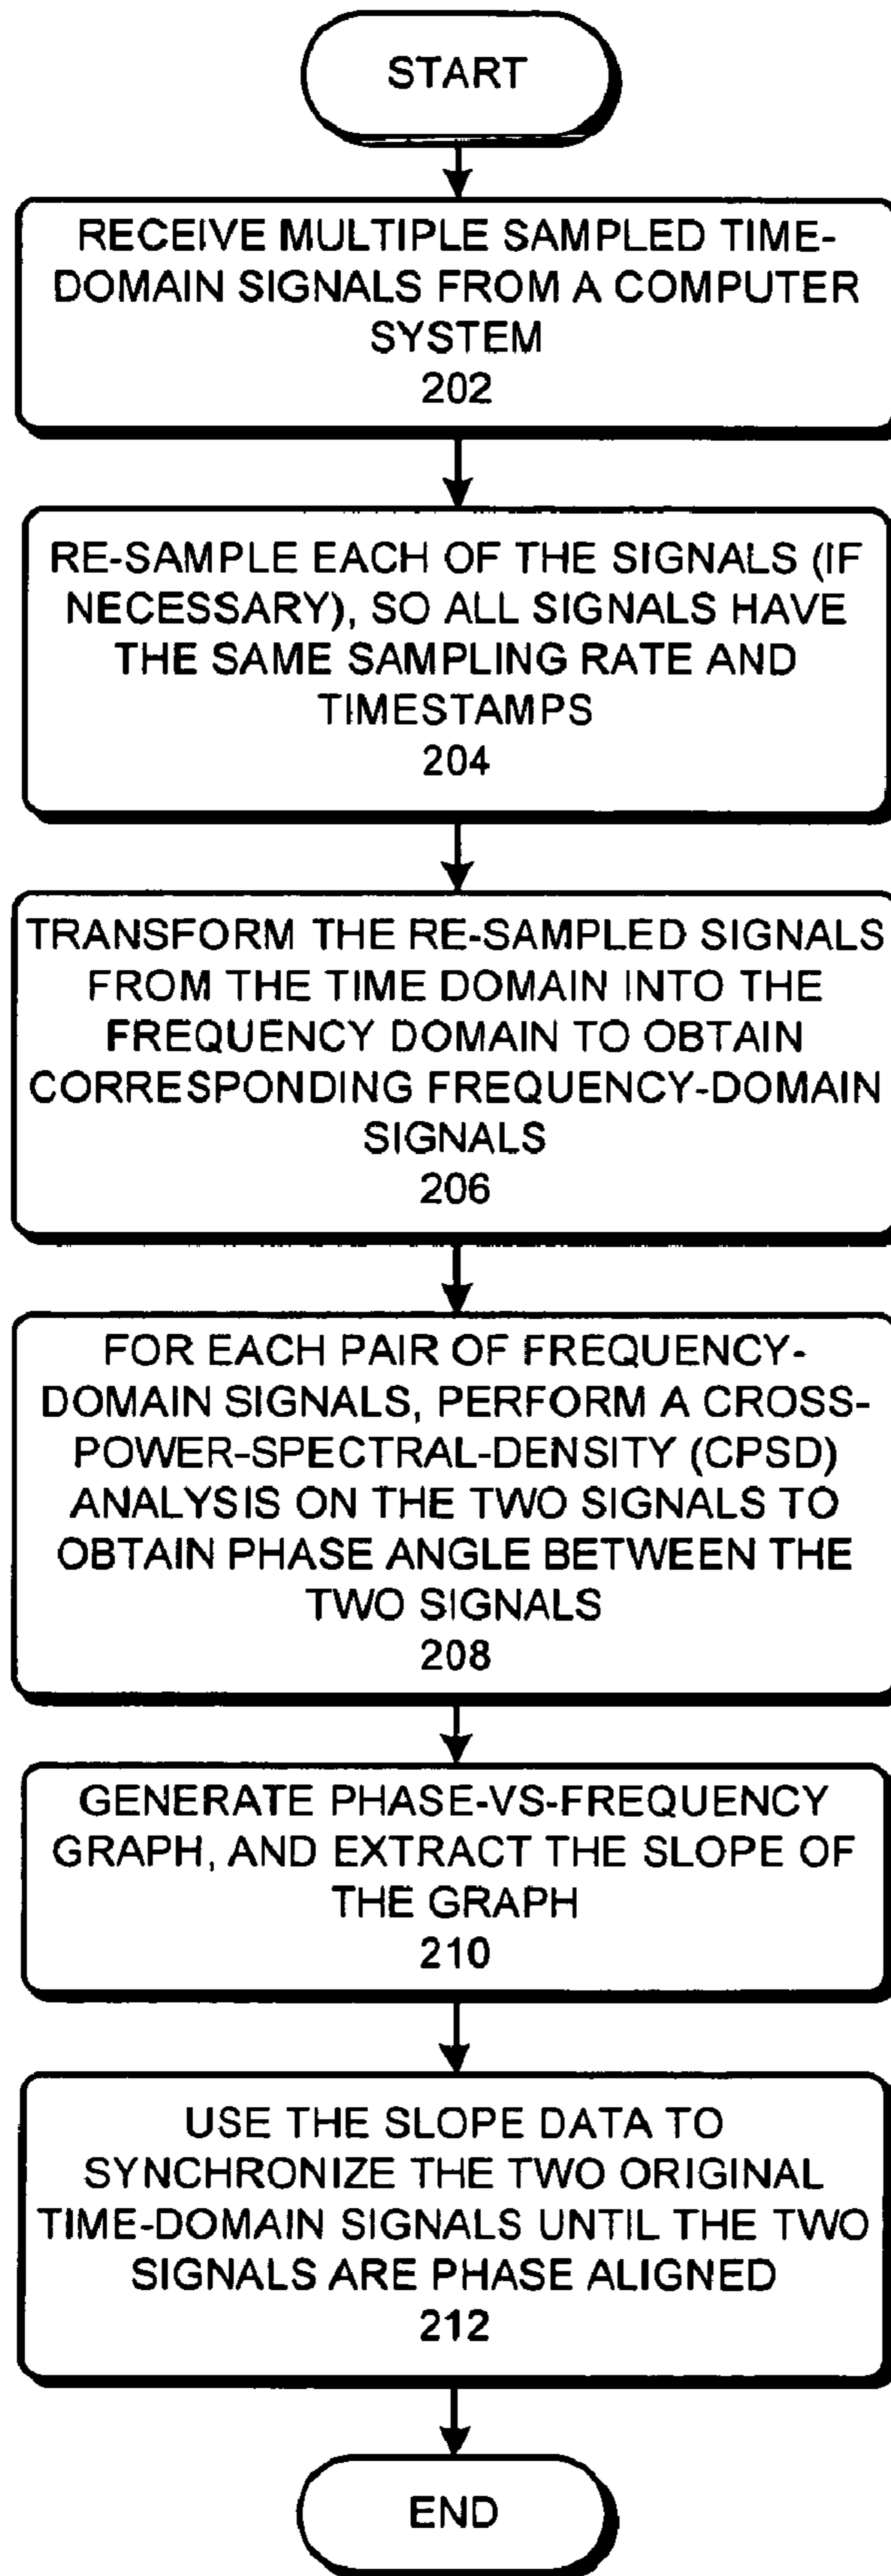 START
RECEIVE MULTIPLE SAMPLED TIME-
DOMAIN SIGNALS FROM A COMPUTER
SYSTEM
202
RE-SAMPLE EACH OF THE SIGNALS (IF
NECESSARY), SO ALL SIGNALS HAVE
THE SAME SAMPLING RATE AND
TIMESTAMPS
204
TRANSFORM THE RE-SAMPLED SIGNALS
FROM THE TIME DOMAIN INTO THE
FREQUENCY DOMAIN TO OBTAIN
CORRESPONDING FREQUENCY-DOMAIN
SIGNALS
206
FOR EACH PAIR OF FREQUENCY-
DOMAIN SIGNALS, PERFORM A CROSS-
POWER-SPECTRAL-DENSITY (CPSD)
ANALYSIS ON THE TWO SIGNALS TO
OBTAIN PHASE ANGLE BETWEEN THE
TWO SIGNALS
208
GENERATE PHASE-VS-FREQUENCY
GRAPH, AND EXTRACT THE SLOPE OF
THE GRAPH
210
USE THE SLOPE DATA TO
SYNCHRONIZE THE TWO ORIGINAL
TIME-DOMAIN SIGNALS UNTIL THE TWO
SIGNALS ARE PHASE ALIGNED
212
END